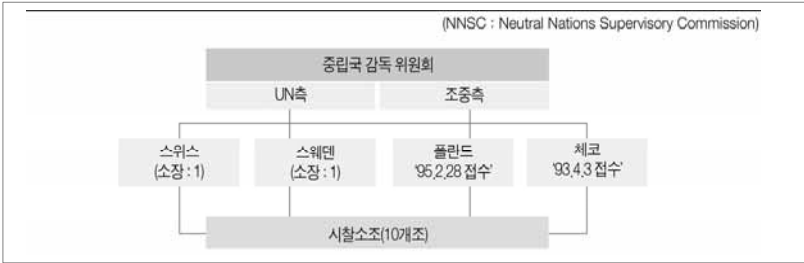 (NNSC : Neutral Nations Supervisory Commission)
중립국 감독 위원회
UN측 조중측
스위스 스웨덴 폴란드 체코
(소장 : 1) (소장 : 1) '95.2.28 접수' '93.4.3 접수'
시찰소조(10개조)